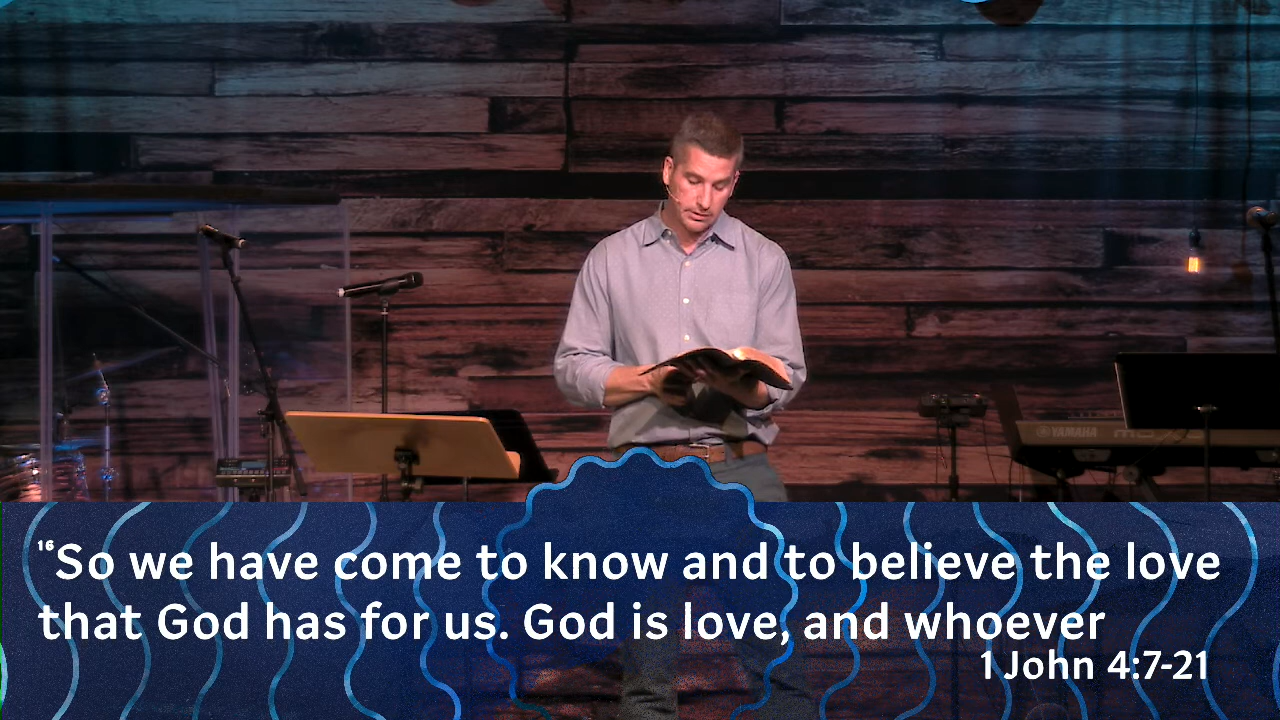 YAMAHA
¹⁶So we have come to know and to believe the love
that God has for us. God is love, and whoever
1 John 4:7-21